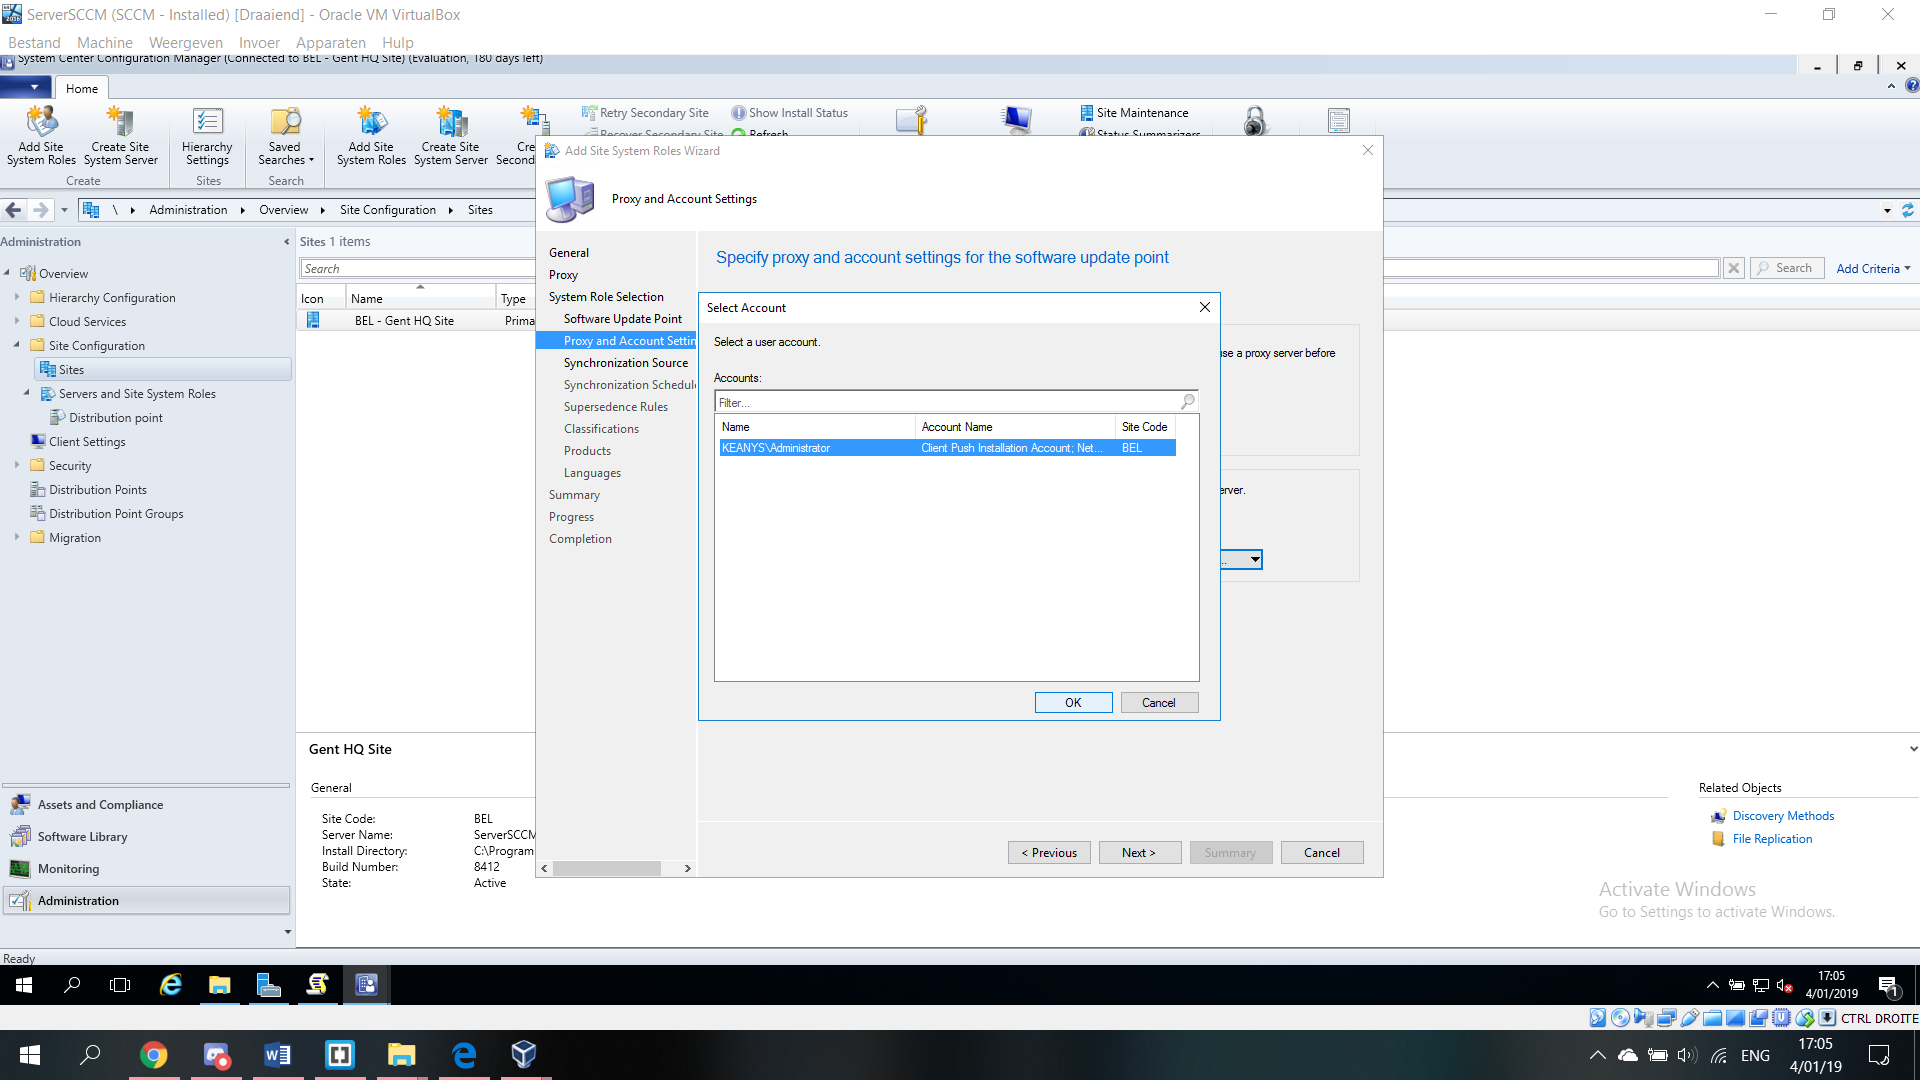 ServerSCCM (SCCM - Installed) [Draaiend] - Oracle VM VirtualBox
Bestand Machine Weergeven Invoer Apparaten Hulp
System Center Configuration Manager (Connected to BEL - Gent HQ Site) (Evaluation, 180 days left)
Home
Add Site System Roles
Create Site System Server
Create
Hierarchy Settings
Sites
Saved Searches
Search
Add Site System Roles
Create Site System Server
Cre
Second
Retry Secondary Site
Recover Secondary Site
Show Install Status
Refresh
Site Maintenance
Status Summarizers
\ Administration Overview Site Configuration Sites
Administration
Overview
Hierarchy Configuration
Cloud Services
Site Configuration
Sites
Servers and Site System Roles
Distribution point
Client Settings
Security
Distribution Points
Distribution Point Groups
Migration
Assets and Compliance
Software Library
Monitoring
Administration
Sites 1 items
Search
Search
Add Criteria
Icon Name Type
BEL - Gent HQ Site Prima
Add Site System Roles Wizard
Proxy and Account Settings
General
Proxy
System Role Selection
Software Update Point
Proxy and Account Settin
Synchronization Source
Synchronization Schedul
Supersedence Rules
Classifications
Products
Languages
Summary
Progress
Completion
Specify proxy and account settings for the software update point
use a proxy server before
erver.
..
Select Account
Select a user account.
Accounts:
Filter...
Name Account Name Site Code
KEANYS\Administrator Client Push Installation Account; Net... BEL
OK Cancel
< Previous Next > Summary Cancel
Gent HQ Site
General
Site Code: BEL
Server Name: ServerSCCM
Install Directory: C:\Program
Build Number: 8412
State: Active
Related Objects
Discovery Methods
File Replication
Activate Windows
Go to Settings to activate Windows.
Ready
17:05
4/01/2019
1
CTRL DROITE
ENG
17:05
4/01/19